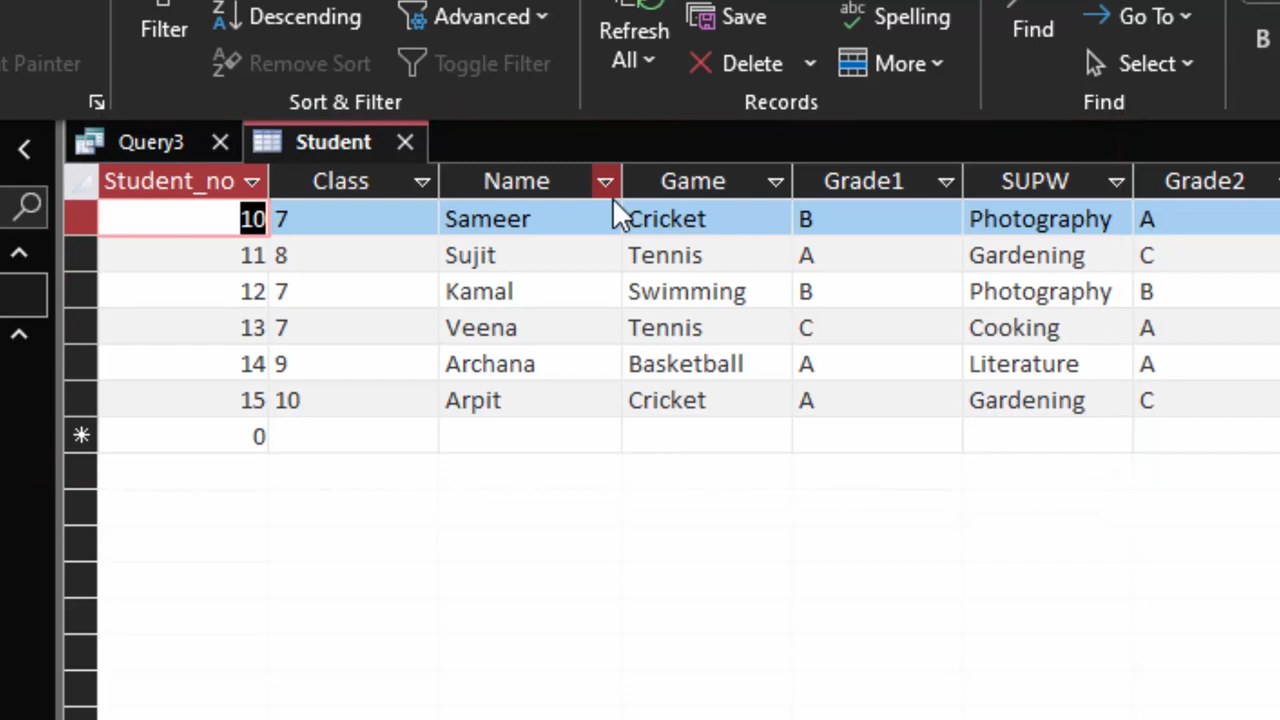 Filter Descending Advanced Refresh All Save Spelling Find Go To B
t Painter Remove Sort Toggle Filter Delete More Select
Sort & Filter Records Find
Query3 Student
Student_no Class Name Game Grade1 SUPW Grade2
10 7 Sameer Cricket B Photography A
11 8 Sujit Tennis A Gardening C
12 7 Kamal Swimming B Photography B
13 7 Veena Tennis C Cooking A
14 9 Archana Basketball A Literature A
15 10 Arpit Cricket A Gardening C
0